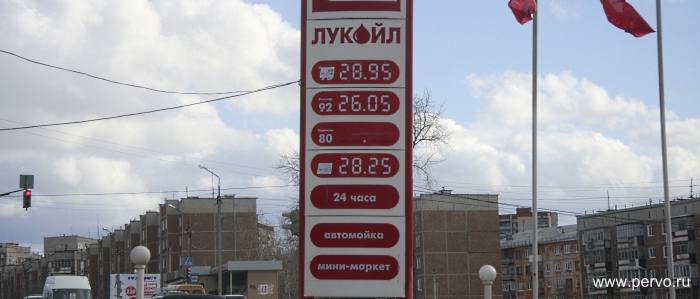 ЛУКОЙЛ
28.95
92 26.05
80
28.25
24 часа
автомойка
мини-маркет
www.pervo.ru